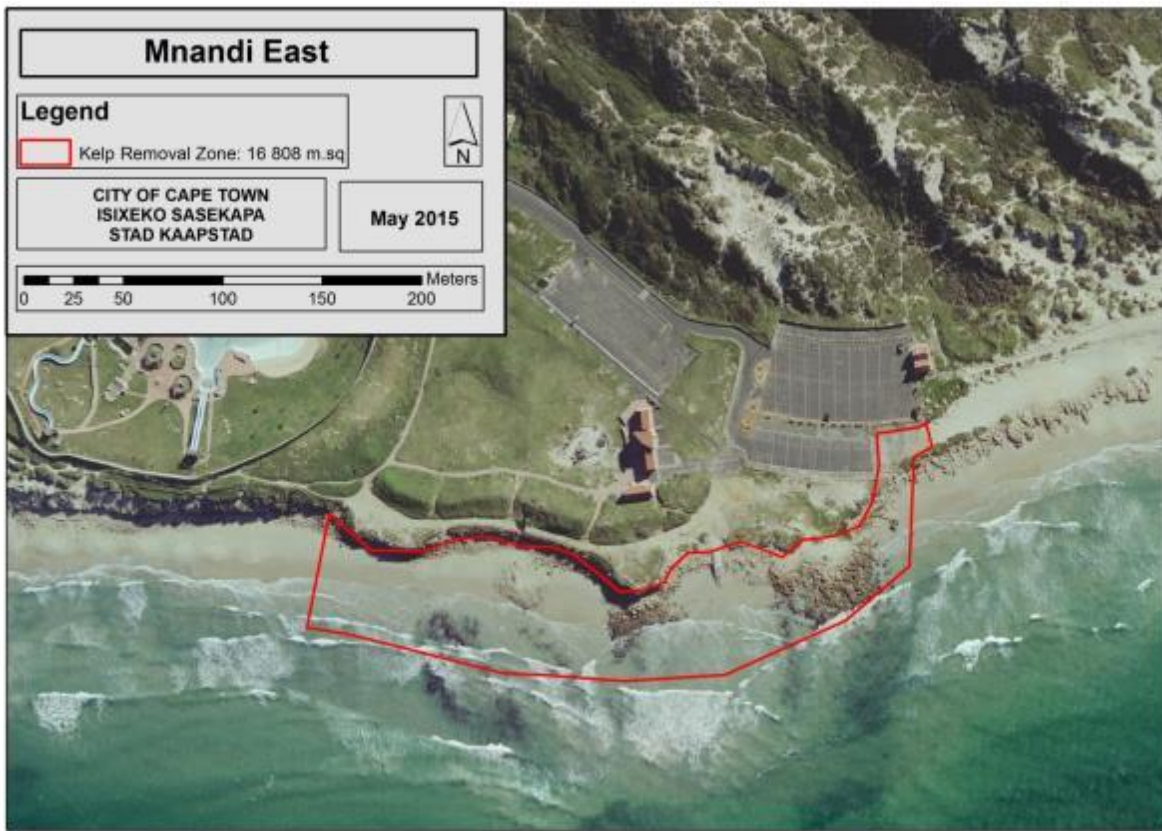 Mnandi East
Legend
Kelp Removal Zone: 16 808 m.sq
N
CITY OF CAPE TOWN
ISIXEKO SASEKAPA
STAD KAAPSTAD
May 2015
Meters
0 25 50 100 150 200